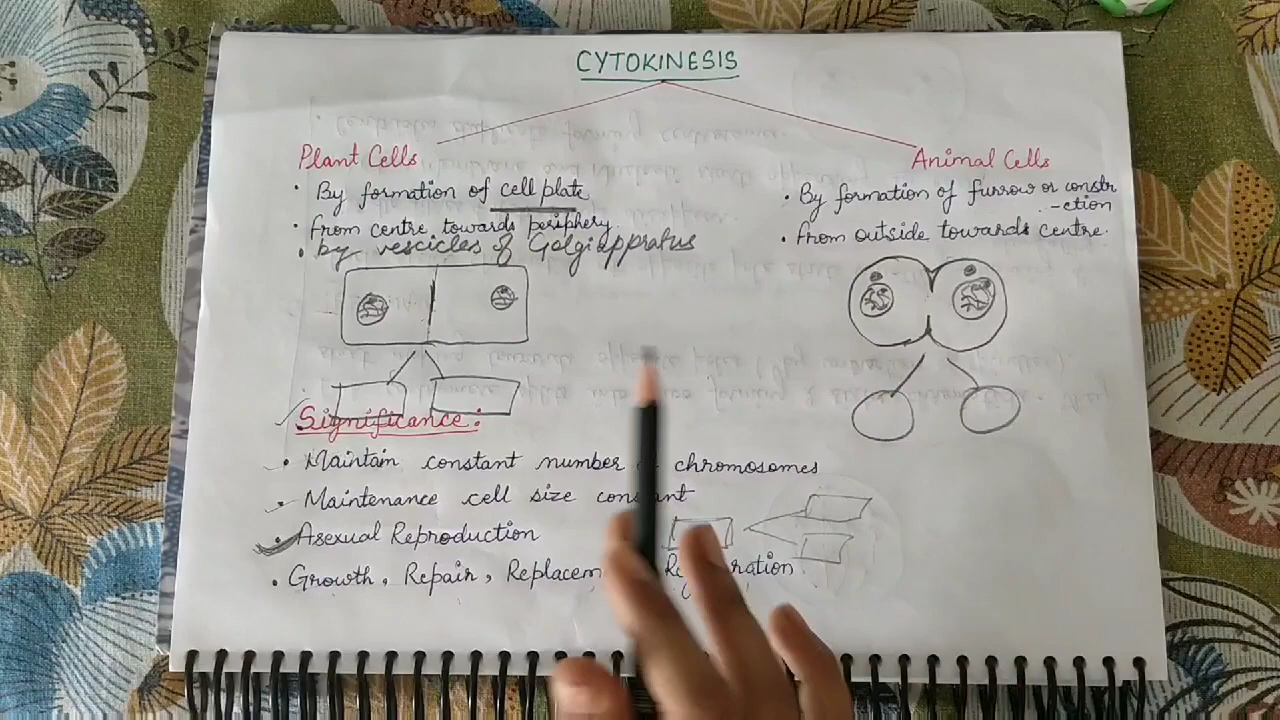 CYTOKINESIS
Plant Cells
• By formation of cell plate
• From centre towards periphery.
• by vescicles of Golgi appratus
Animal Cells
• By formation of furrow or constr
-ction
• From outside towards centre.
Significance:
• Maintain constant number chromosomes
• Maintenance cell size constant
• Asexual Reproduction
• Growth, Repair,